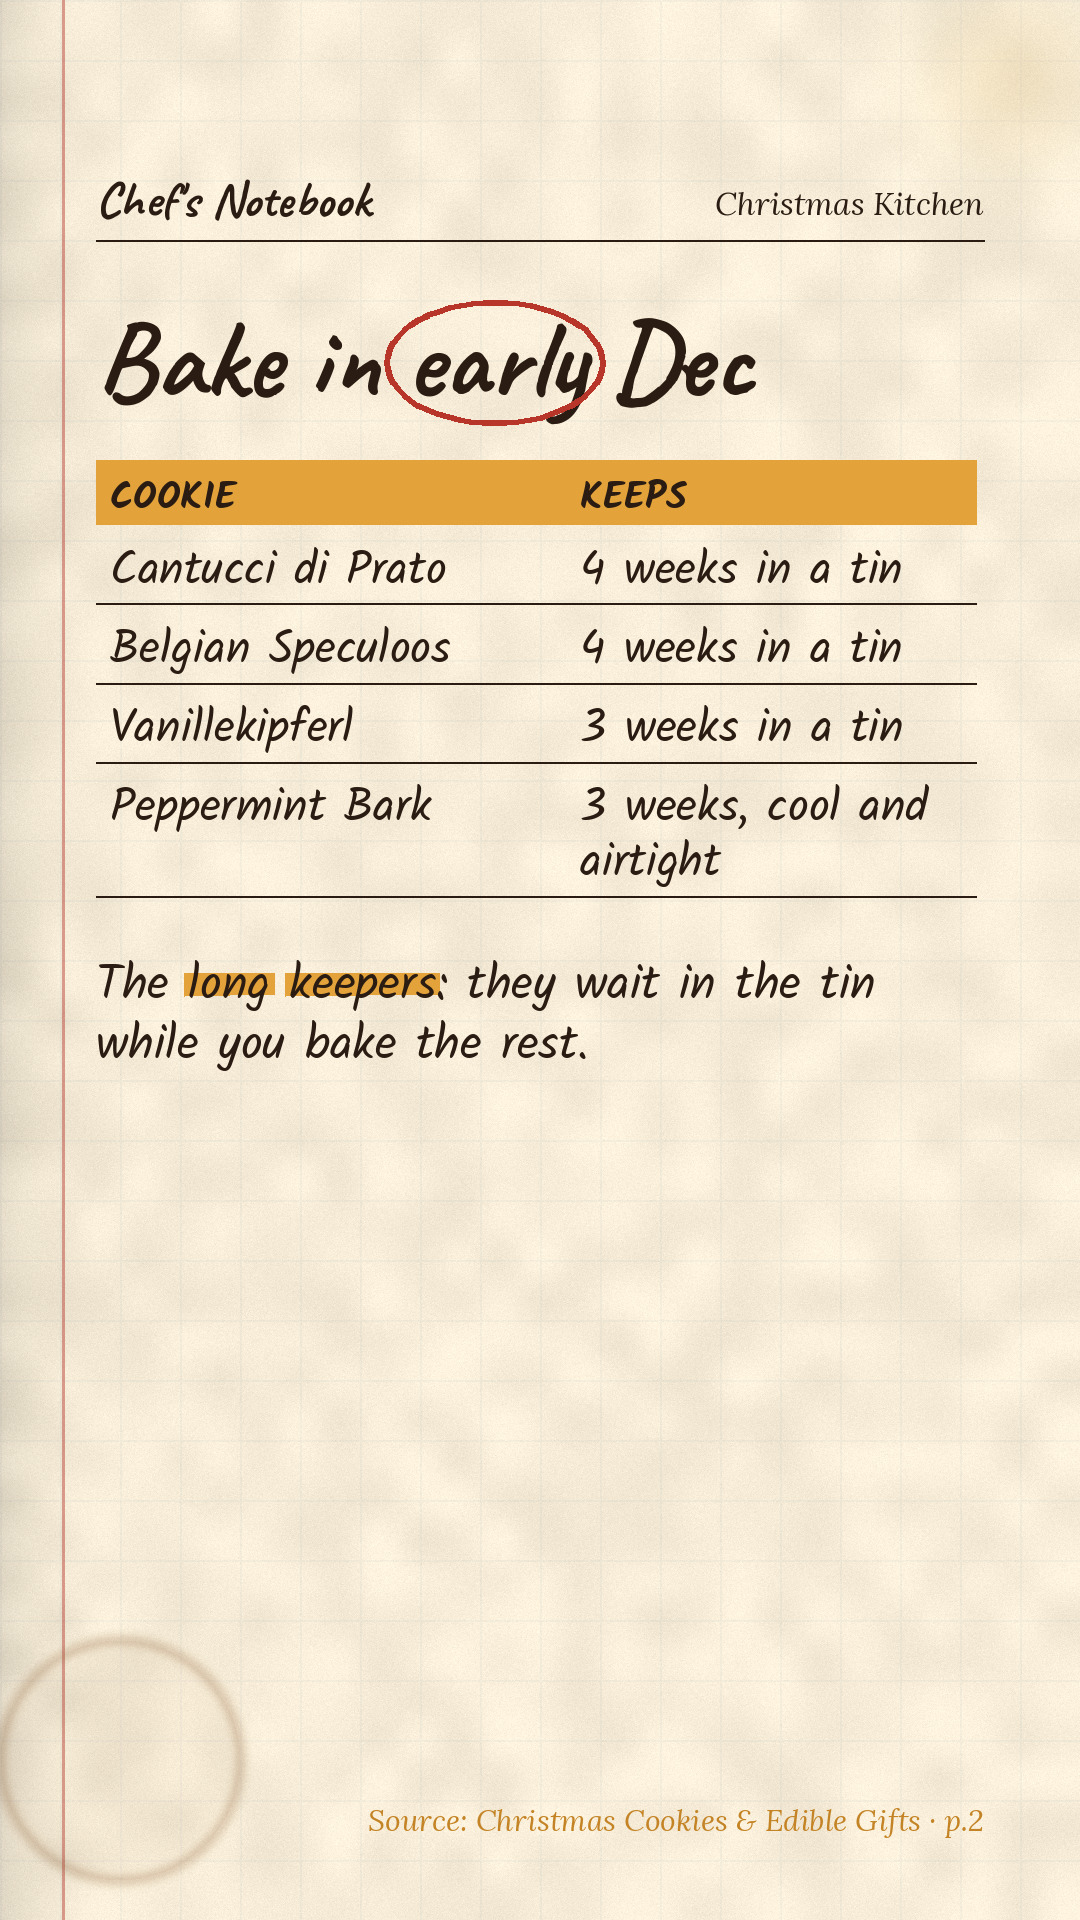 Chef's Notebook
Christmas Kitchen
Bake in early Dec
COOKIE KEEPS
Cantucci di Prato 4 weeks in a tin
Belgian Speculoos 4 weeks in a tin
Vanillekipferl 3 weeks in a tin
Peppermint Bark 3 weeks, cool and
airtight
The long keepers: they wait in the tin
while you bake the rest.
Source: Christmas Cookies & Edible Gifts · p.2